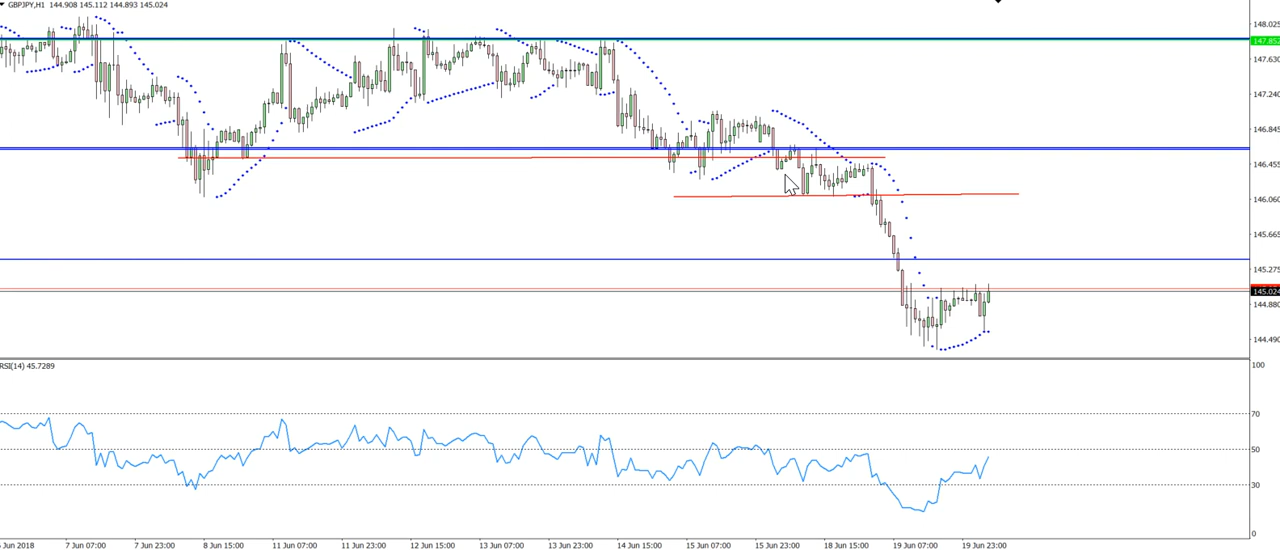 GBPJPY,H1 144.908 145.112 144.893 145.024
148.025
147.853
147.630
147.240
146.845
146.455
146.060
145.665
145.275
145.024
144.880
144.490
RSI(14) 45.7289
100
70
50
30
0
Jun 2018
7 Jun 07:00
7 Jun 23:00
8 Jun 15:00
11 Jun 07:00
11 Jun 23:00
12 Jun 15:00
13 Jun 07:00
13 Jun 23:00
14 Jun 15:00
15 Jun 07:00
15 Jun 23:00
18 Jun 15:00
19 Jun 07:00
19 Jun 23:00